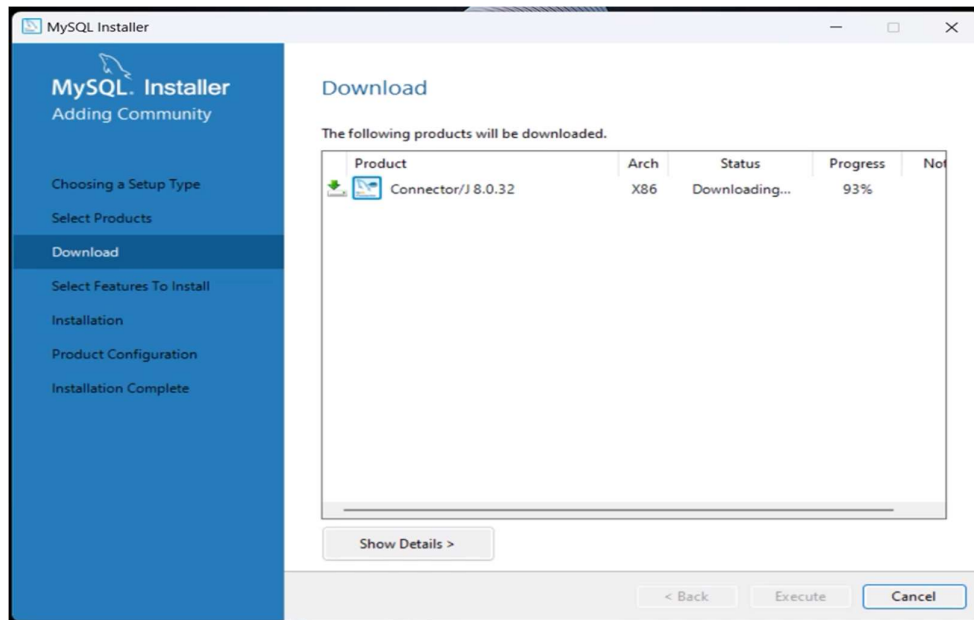 MySQL Installer
MySQL. Installer
Adding Community
Choosing a Setup Type
Select Products
Download
Select Features To Install
Installation
Product Configuration
Installation Complete
Download
The following products will be downloaded.
Product Arch Status Progress Not
Connector/J 8.0.32 X86 Downloading... 93%
Show Details >
< Back Execute Cancel